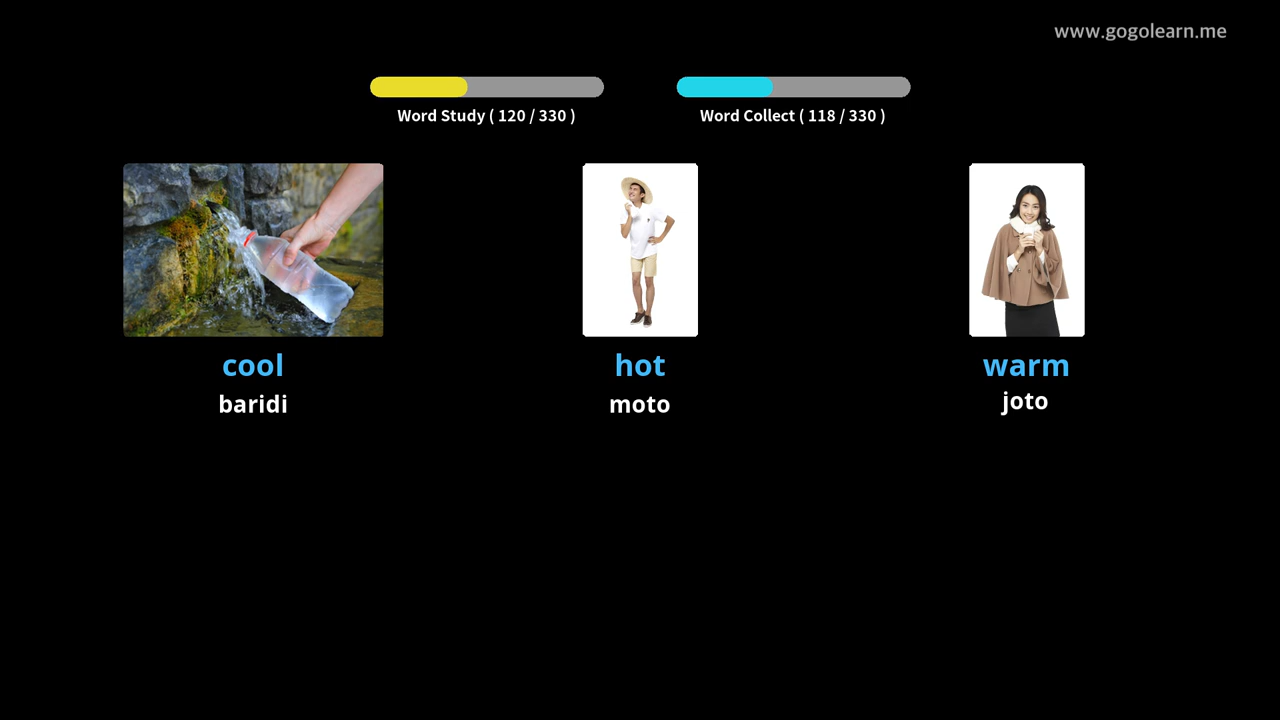 www.gogolearn.me
Word Study ( 120 / 330 )
Word Collect ( 118 / 330 )
cool
hot
warm
baridi
moto
joto